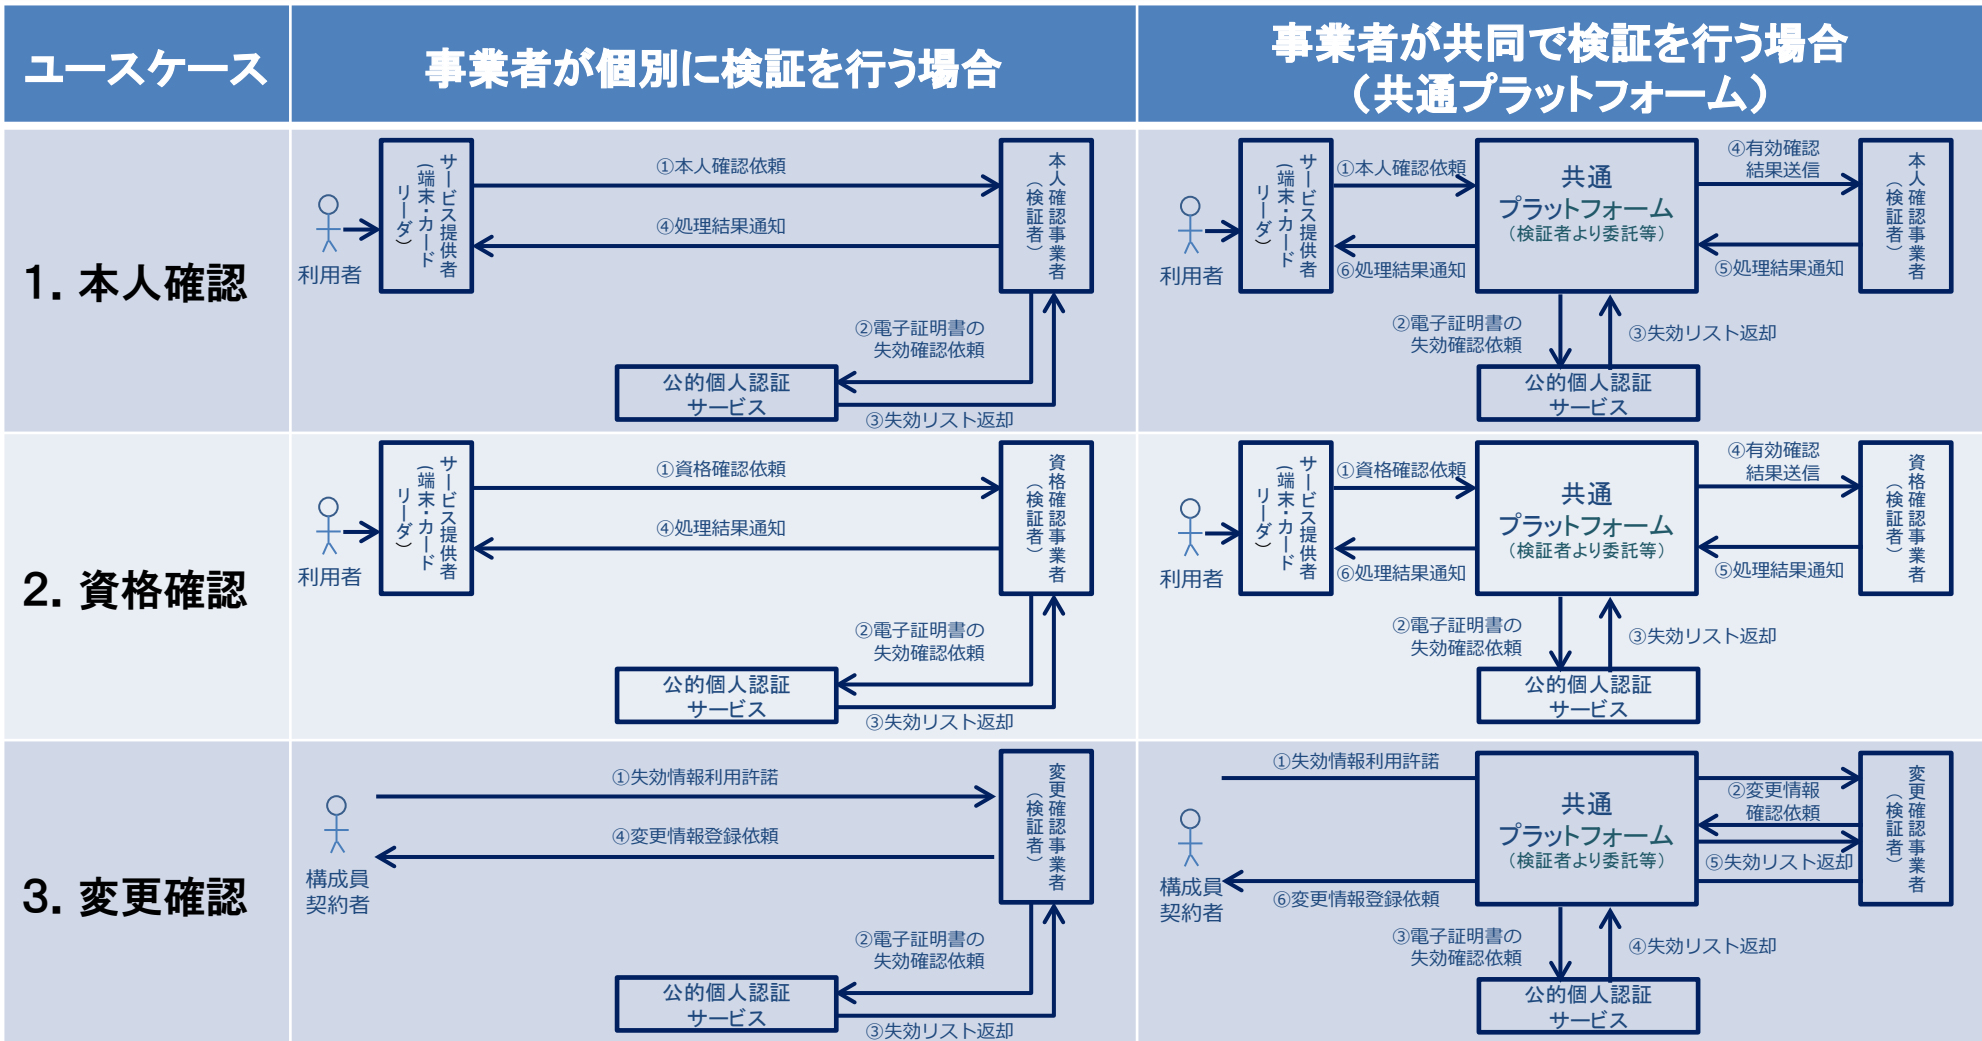 ユースケース
事業者が個別に検証を行う場合
事業者が共同で検証を行う場合
（共通プラットフォーム）
1. 本人確認
利用者
サービス提供者
（端末・カード
リーダ）
①本人確認依頼
④処理結果通知
本人確認事業者
（検証者）
②電子証明書の
失効確認依頼
公的個人認証
サービス
③失効リスト返却
利用者
サービス提供者
（端末・カード
リーダ）
①本人確認依頼
⑥処理結果通知
共通
プラットフォーム
（検証者より委託等）
④有効確認
結果送信
⑤処理結果通知
本人確認事業者
（検証者）
②電子証明書の
失効確認依頼
③失効リスト返却
公的個人認証
サービス
2. 資格確認
利用者
サービス提供者
（端末・カード
リーダ）
①資格確認依頼
④処理結果通知
資格確認事業者
（検証者）
②電子証明書の
失効確認依頼
公的個人認証
サービス
③失効リスト返却
利用者
サービス提供者
（端末・カード
リーダ）
①資格確認依頼
⑥処理結果通知
共通
プラットフォーム
（検証者より委託等）
④有効確認
結果送信
⑤処理結果通知
資格確認事業者
（検証者）
②電子証明書の
失効確認依頼
③失効リスト返却
公的個人認証
サービス
3. 変更確認
構成員
契約者
①失効情報利用許諾
④変更情報登録依頼
変更確認事業者
（検証者）
②電子証明書の
失効確認依頼
公的個人認証
サービス
③失効リスト返却
構成員
契約者
①失効情報利用許諾
⑥変更情報登録依頼
共通
プラットフォーム
（検証者より委託等）
②変更情報
確認依頼
⑤失効リスト返却
変更確認事業者
（検証者）
③電子証明書の
失効確認依頼
④失効リスト返却
公的個人認証
サービス